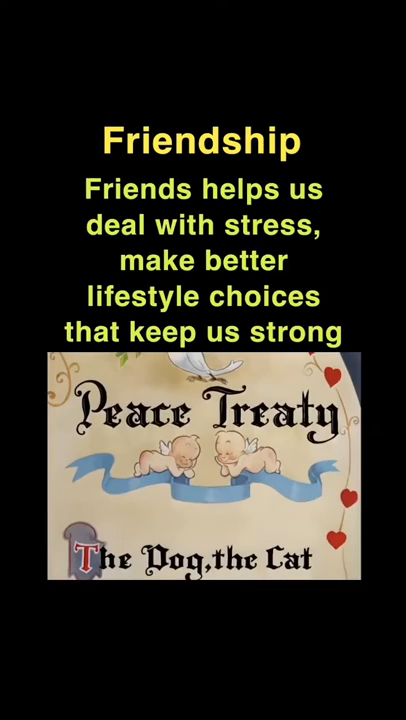 Friendship
Friends helps us
deal with stress,
make better
lifestyle choices
that keep us strong
Peace Treaty
The Dog,the Cat